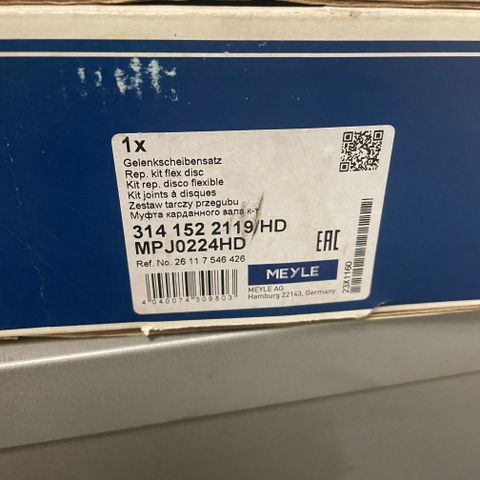 1x
Gelenkscheibensatz
Rep. kit flex disc
Kit rep. disco flexible
Kit joints à disques
Zestaw tarczy przegubu
Муфта карданного вала к-т
314 152 2119/HD
MPJ0224HD
Ref. No. 26 11 7 546 426
4 040074 309803
EAC
MEYLE
MEYLE AG
Hamburg 22143, Germany
23X1160